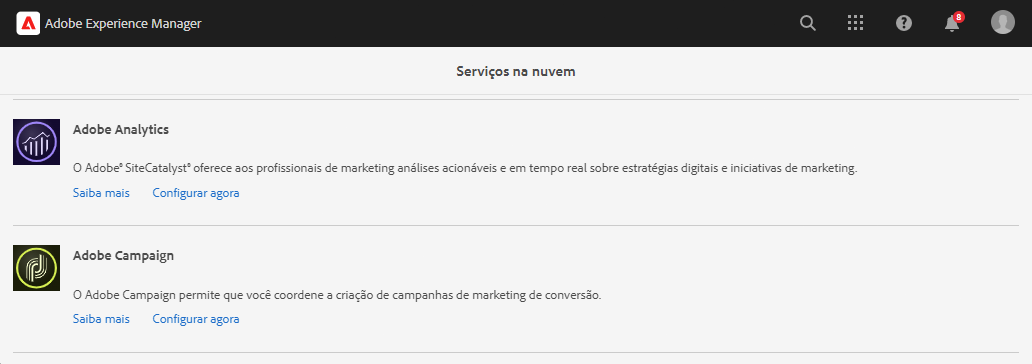 Adobe Experience Manager
8
Serviços na nuvem
Adobe Analytics
O Adobe® SiteCatalyst® oferece aos profissionais de marketing análises acionáveis e em tempo real sobre estratégias digitais e iniciativas de marketing.
Saiba mais Configurar agora
Adobe Campaign
O Adobe Campaign permite que você coordene a criação de campanhas de marketing de conversão.
Saiba mais Configurar agora